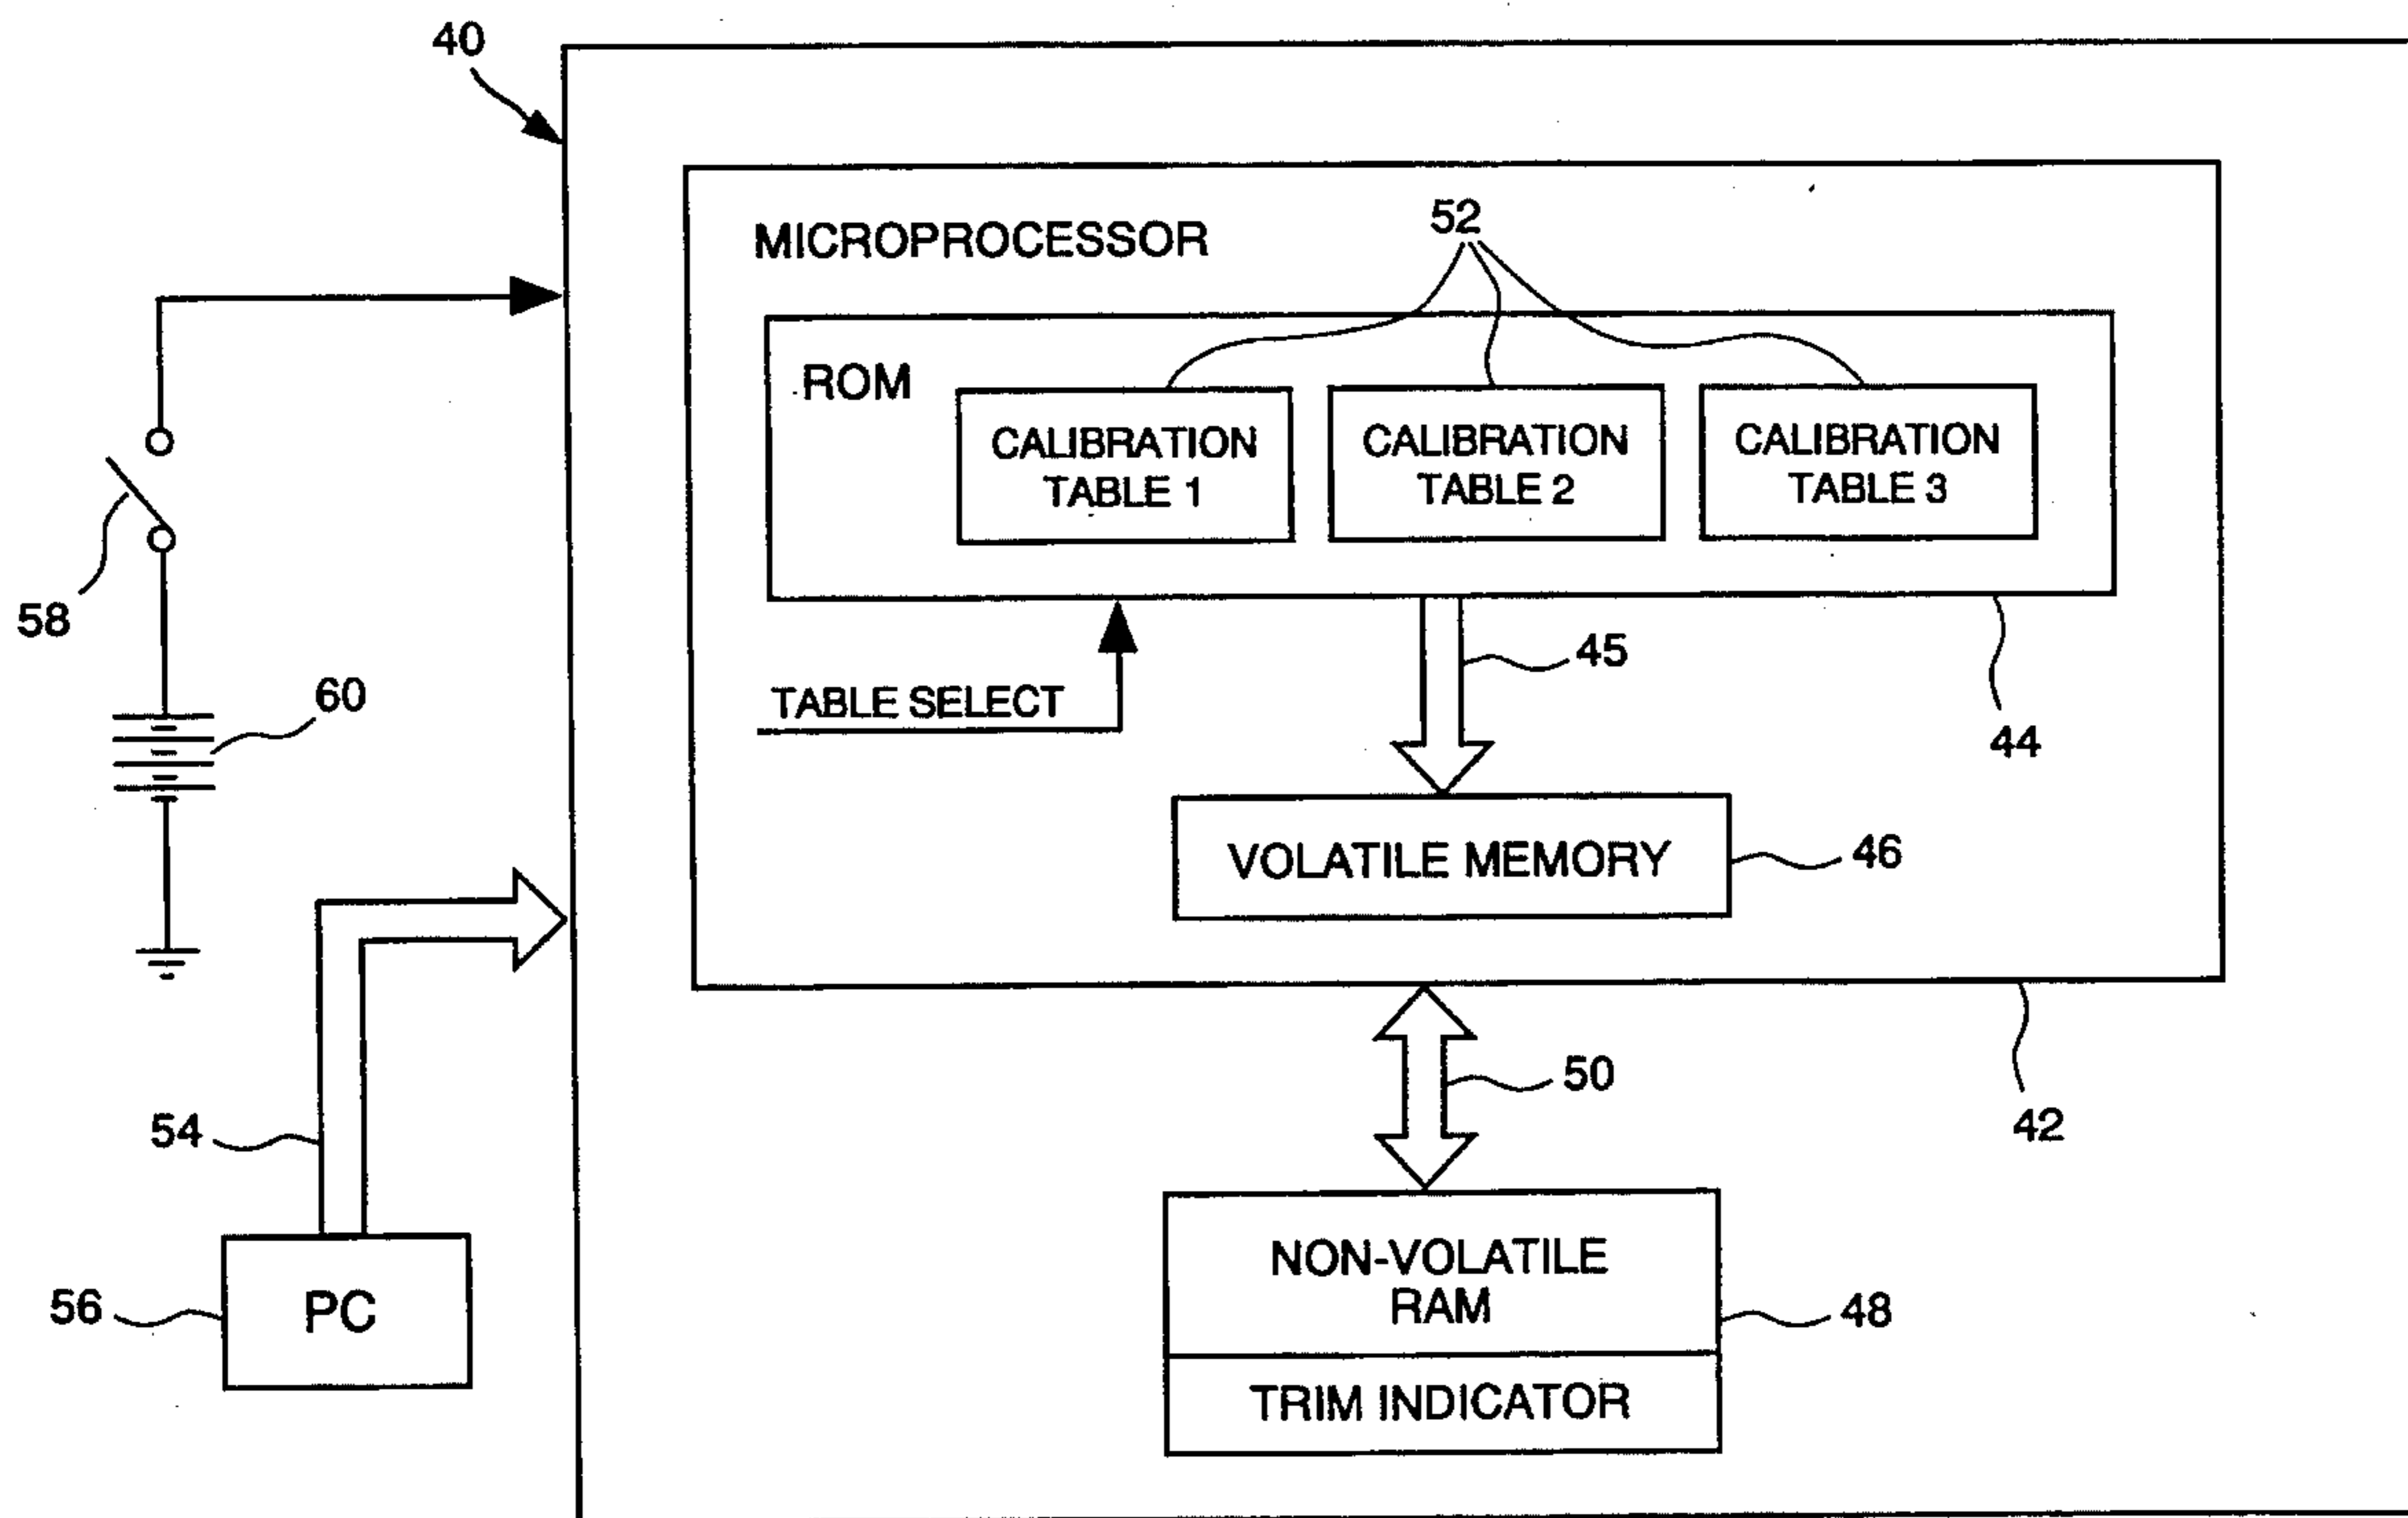 40
MICROPROCESSOR
52
ROM
CALIBRATION
TABLE 1
CALIBRATION
TABLE 2
CALIBRATION
TABLE 3
58
45
TABLE SELECT
60
44
VOLATILE MEMORY
46
50
42
54
NON-VOLATILE
RAM
48
56
PC
TRIM INDICATOR